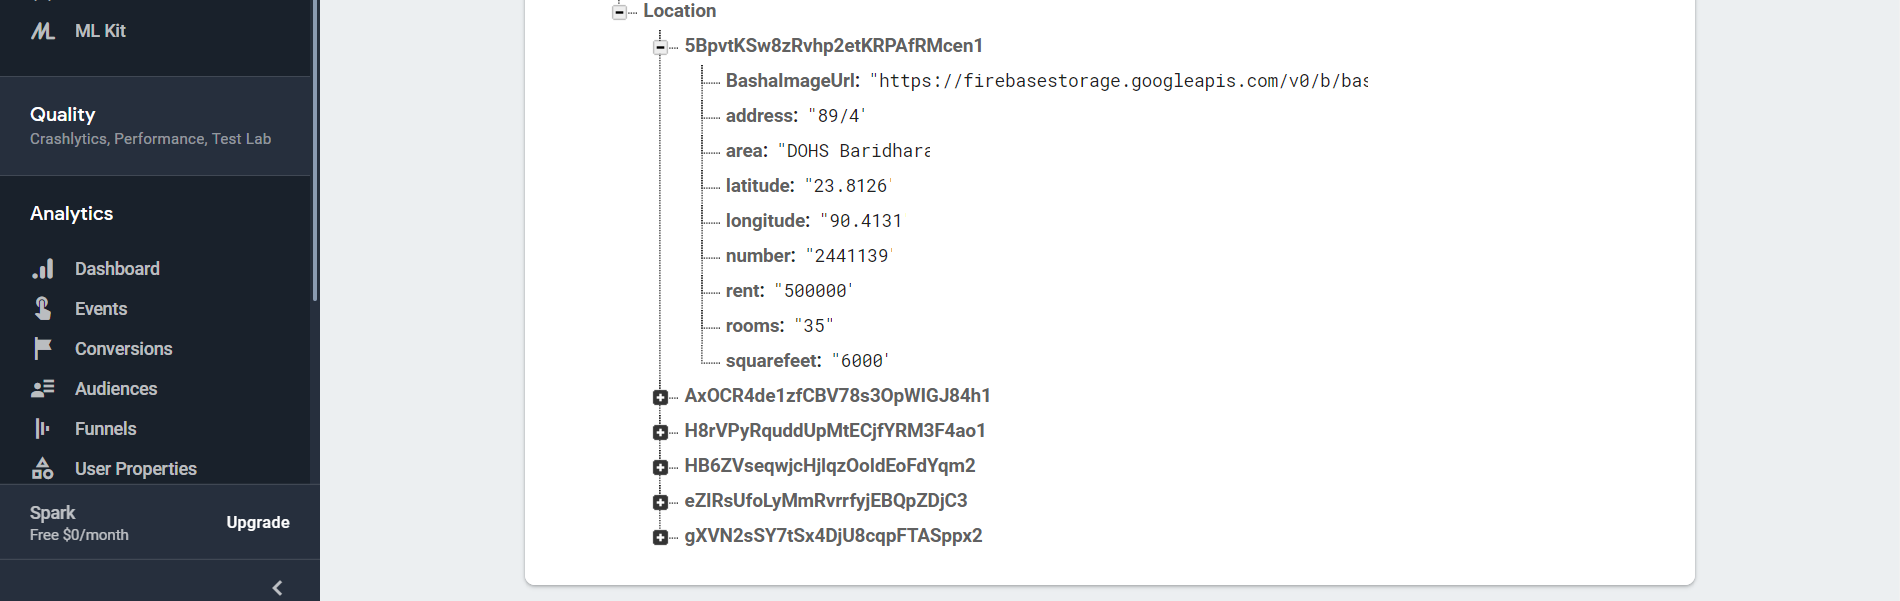 ML Kit
Quality
Crashlytics, Performance, Test Lab
Analytics
Dashboard
Events
Conversions
Audiences
Funnels
User Properties
Spark
Free $0/month
Upgrade
Location
5BpvtKSw8zRvhp2etKRPAfRMcen1
BashaImageUrl: "https://firebasestorage.googleapis.com/v0/b/bas
address: "89/4'
area: "DOHS Baridhara
latitude: "23.8126'
longitude: "90.4131
number: "2441139'
rent: "500000'
rooms: "35"
squarefeet: "6000'
AxOCR4de1zfCBV78s3OpWIGJ84h1
H8rVPyRquddUpMtECjfYRM3F4ao1
HB6ZVseqwjcHjIqzOoIdEoFdYqm2
eZIRsUfoLyMmRvrrfyjEBQpZDjC3
gXVN2sSY7tSx4DjU8cqpFTASppx2